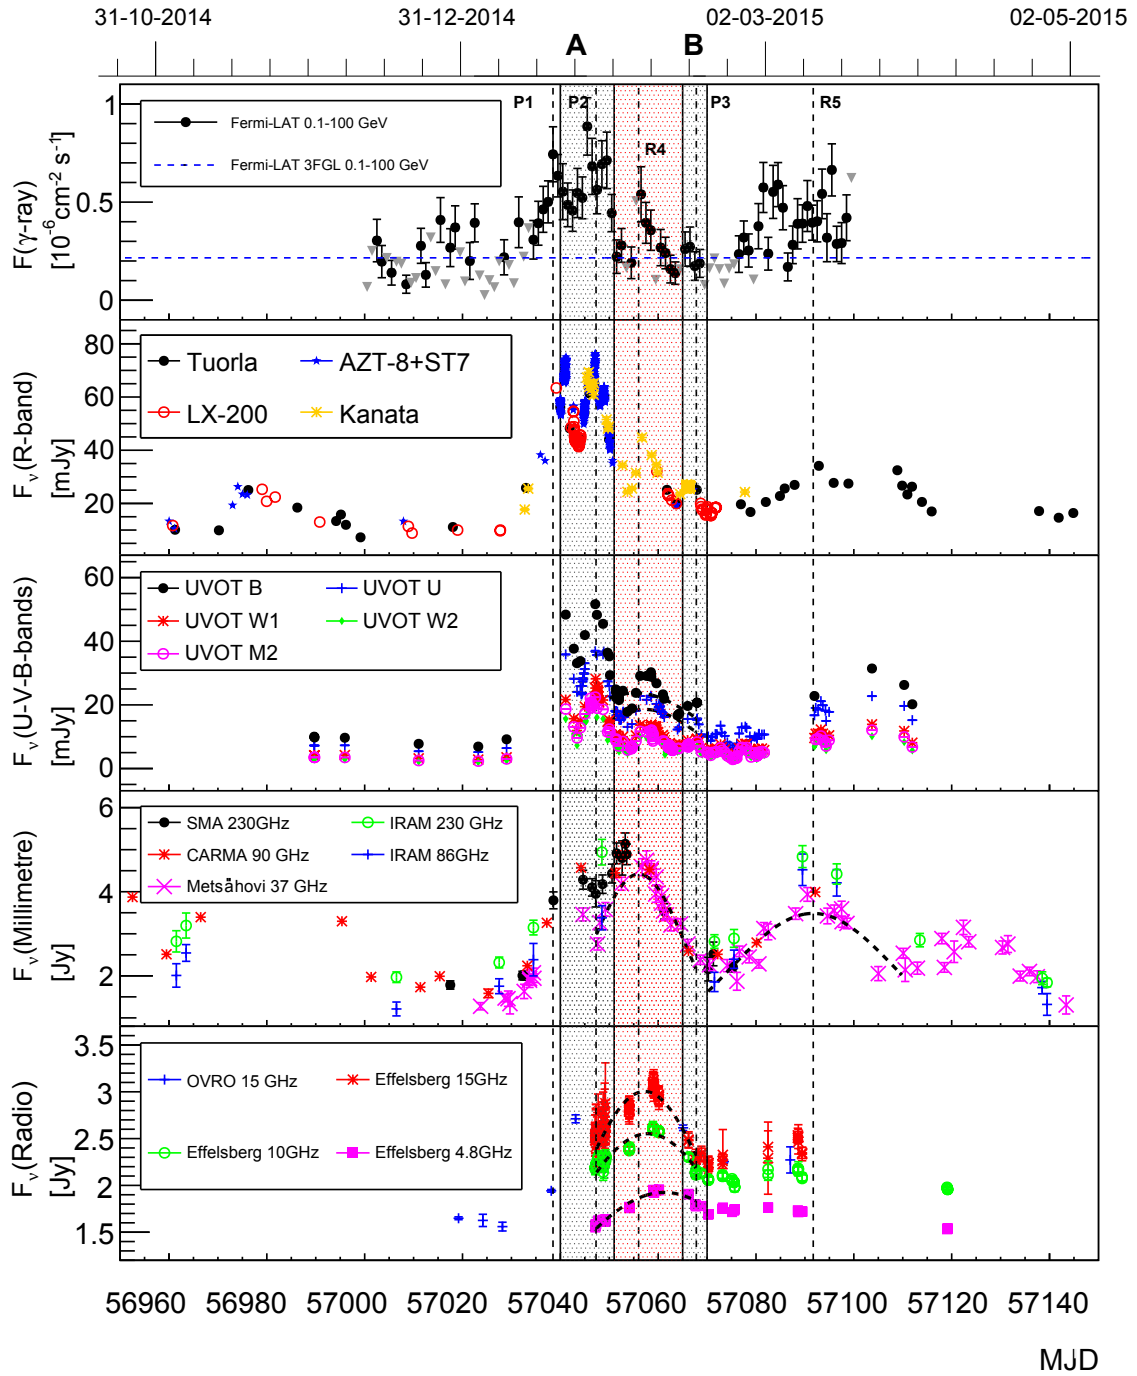 31-10-2014 31-12-2014 02-03-2015 02-05-2015
A B
P1 P2 P3 R5
R4
F(γ-ray)
[10⁻⁶cm⁻² s⁻¹]
1
0.5
0
Fermi-LAT 0.1-100 GeV
Fermi-LAT 3FGL 0.1-100 GeV
Fν(R-band)
[mJy]
80
60
40
20
0
Tuorla AZT-8+ST7
LX-200 Kanata
Fν(U-V-B-bands)
[mJy]
60
40
20
0
UVOT B UVOT U
UVOT W1 UVOT W2
UVOT M2
Fν(Millimetre)
[Jy]
6
4
2
SMA 230GHz IRAM 230 GHz
CARMA 90 GHz IRAM 86GHz
Metsåhovi 37 GHz
Fν(Radio)
[Jy]
3.5
3
2.5
2
1.5
OVRO 15 GHz Effelsberg 15GHz
Effelsberg 10GHz Effelsberg 4.8GHz
56960 56980 57000 57020 57040 57060 57080 57100 57120 57140
MJD